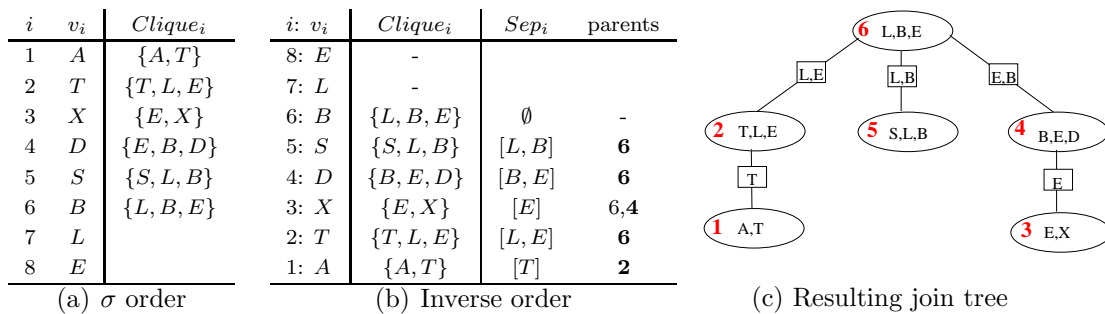 i v_i Clique_i
1 A {A, T}
2 T {T, L, E}
3 X {E, X}
4 D {E, B, D}
5 S {S, L, B}
6 B {L, B, E}
7 L
8 E
(a) σ order
i: v_i Clique_i Sep_i parents
8: E -
7: L -
6: B {L, B, E} ∅ -
5: S {S, L, B} [L, B] 6
4: D {B, E, D} [B, E] 6
3: X {E, X} [E] 6,4
2: T {T, L, E} [L, E] 6
1: A {A, T} [T] 2
(b) Inverse order
6 L,B,E
L,E L,B E,B
2 T,L,E 5 S,L,B 4 B,E,D
T E
1 A,T 3 E,X
(c) Resulting join tree